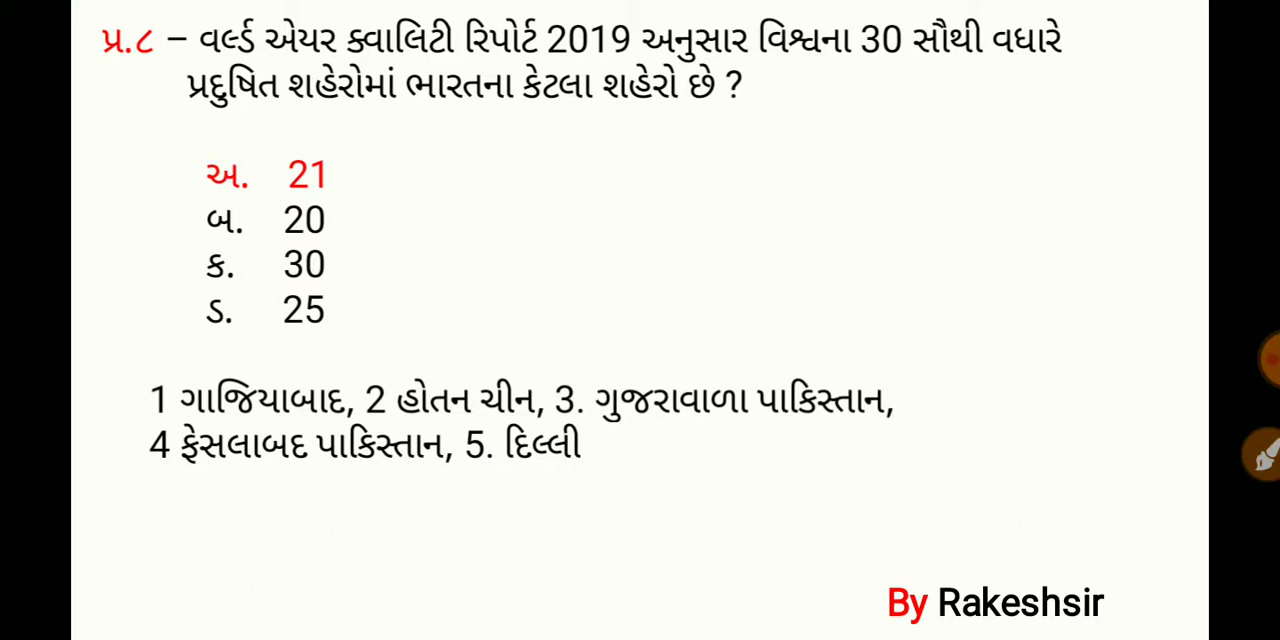 પ્ર.૮ – વર્લ્ડ એયર ક્વાલિટી રિપોર્ટ 2019 અનુસાર વિશ્વના 30 સૌથી વધારે
પ્રદુષિત શહેરોમાં ભારતના કેટલા શહેરો છે ?
અ. 21
બ. 20
ક. 30
ડ. 25
1 ગાજિયાબાદ, 2 હોતન ચીન, 3. ગુજરાવાળા પાકિસ્તાન,
4 ફેસલાબદ પાકિસ્તાન, 5. દિલ્લી
By Rakeshsir